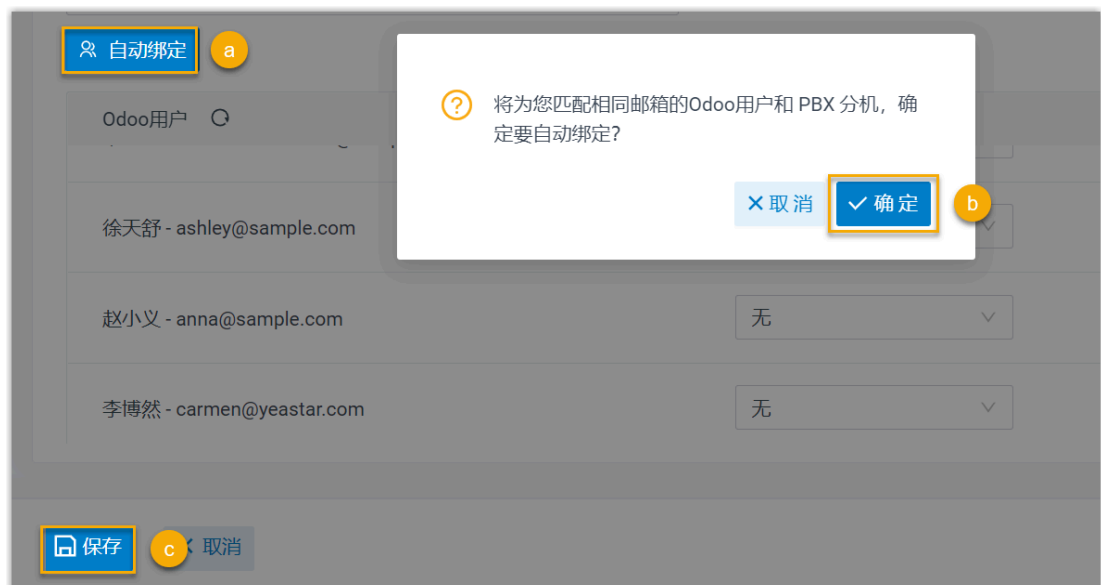 自动绑定
a
将为您匹配相同邮箱的Odoo用户和 PBX 分机，确
定要自动绑定?
Odoo用户
取消
确定
b
徐天舒 - ashley@sample.com
赵小义 - anna@sample.com
无
李博然 - carmen@yeastar.com
无
保存
c
取消